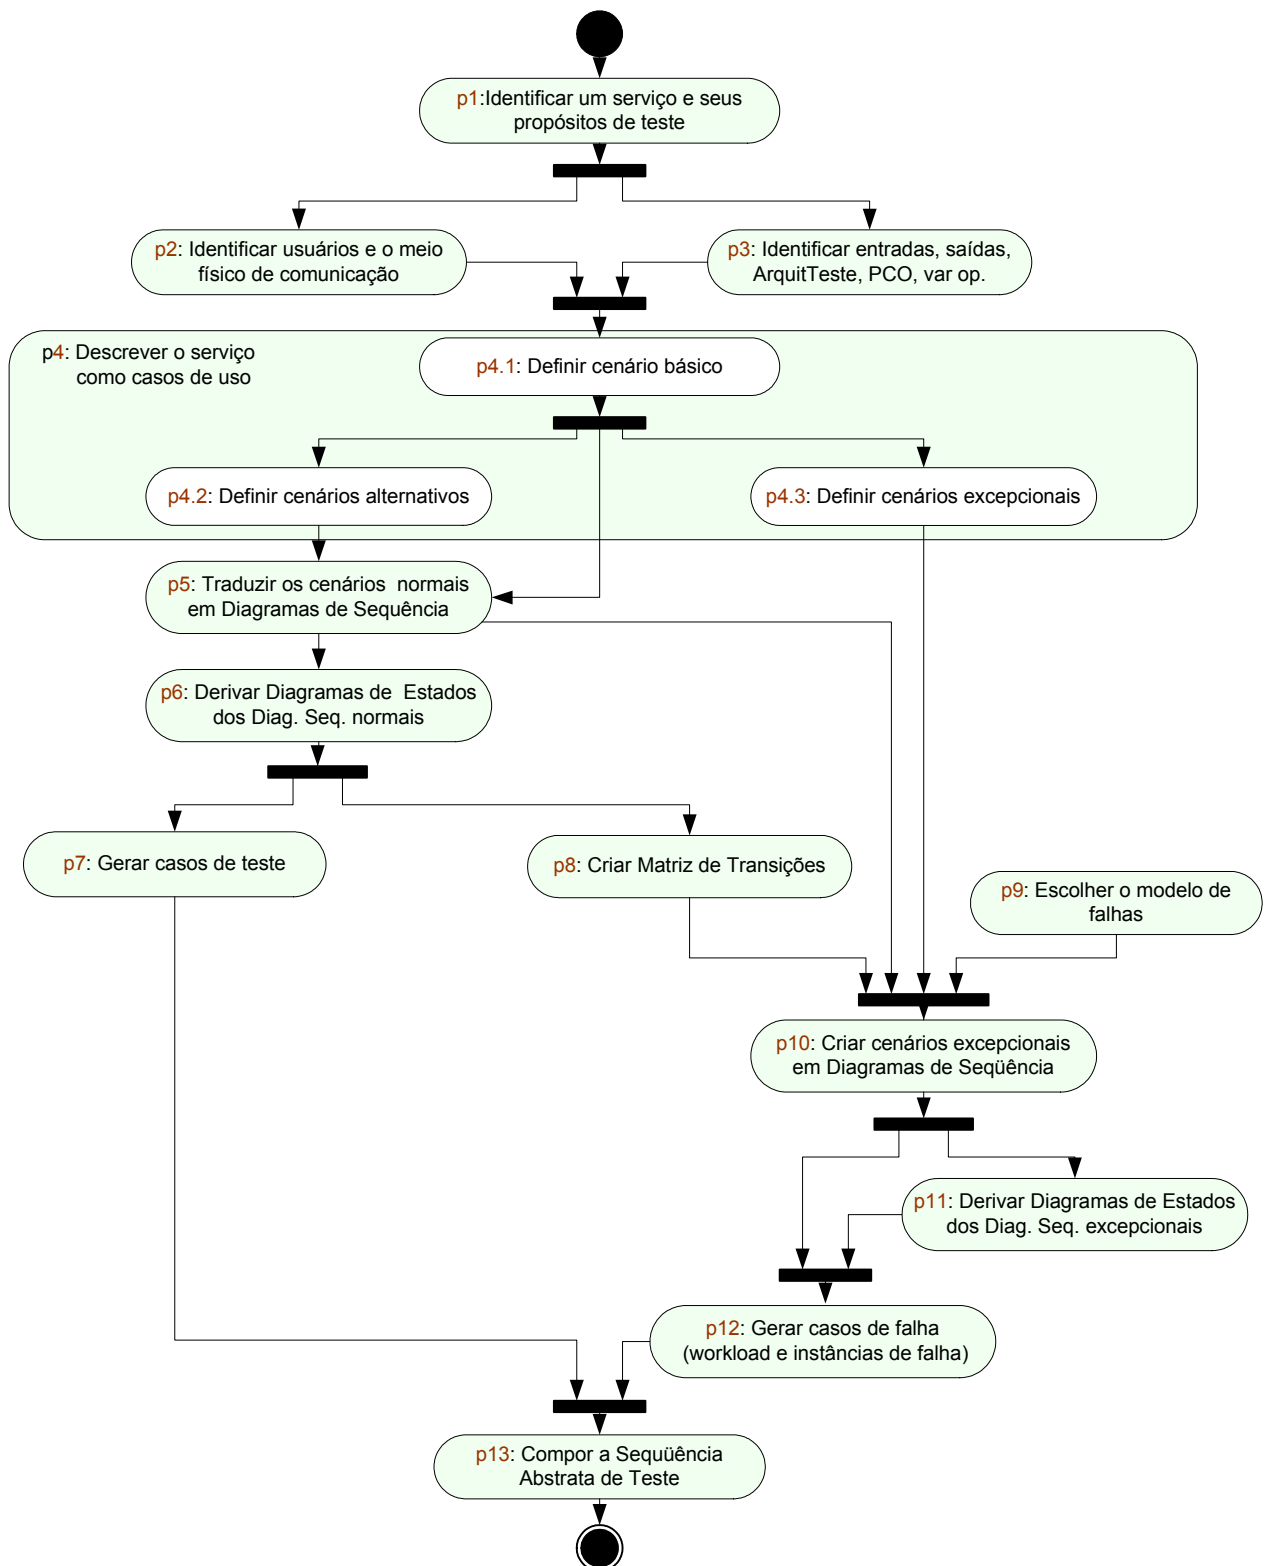 p1:Identificar um serviço e seus
propósitos de teste
p2: Identificar usuários e o meio
físico de comunicação
p3: Identificar entradas, saídas,
ArquitTeste, PCO, var op.
p4: Descrever o serviço
como casos de uso
p4.1: Definir cenário básico
p4.2: Definir cenários alternativos
p4.3: Definir cenários excepcionais
p5: Traduzir os cenários normais
em Diagramas de Sequência
p6: Derivar Diagramas de Estados
dos Diag. Seq. normais
p7: Gerar casos de teste
p8: Criar Matriz de Transições
p9: Escolher o modelo de
falhas
p10: Criar cenários excepcionais
em Diagramas de Seqüência
p11: Derivar Diagramas de Estados
dos Diag. Seq. excepcionais
p12: Gerar casos de falha
(workload e instâncias de falha)
p13: Compor a Sequüência
Abstrata de Teste